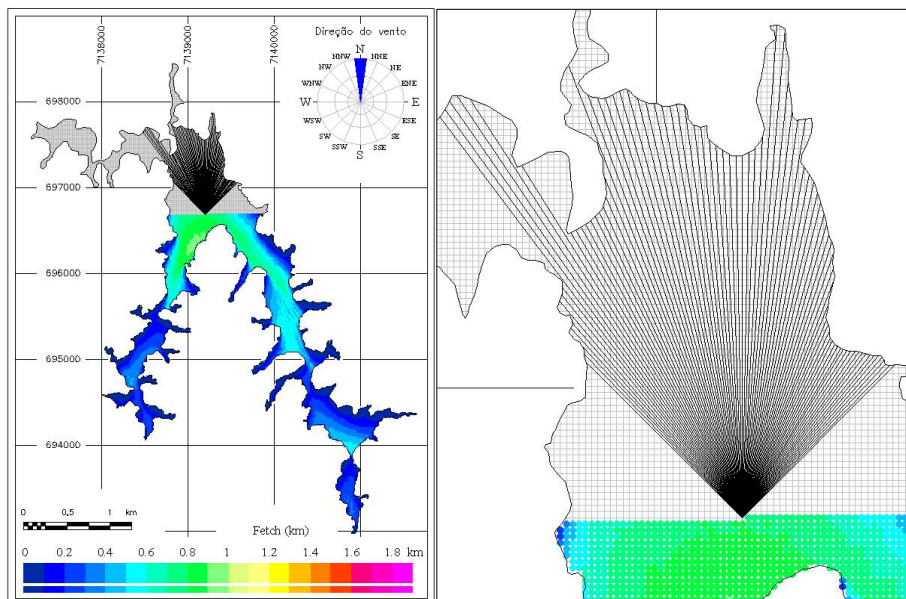 7138000
7139000
7140000
Direção do vento
N
NNW
NNE
NW
NE
WNW
ENE
W
E
WSW
ESE
SW
SE
SSW
SSE
S
698000
697000
696000
695000
694000
0 0.5 1 km
Fetch (km)
0 0.2 0.4 0.6 0.8 1 1.2 1.4 1.6 1.8 km